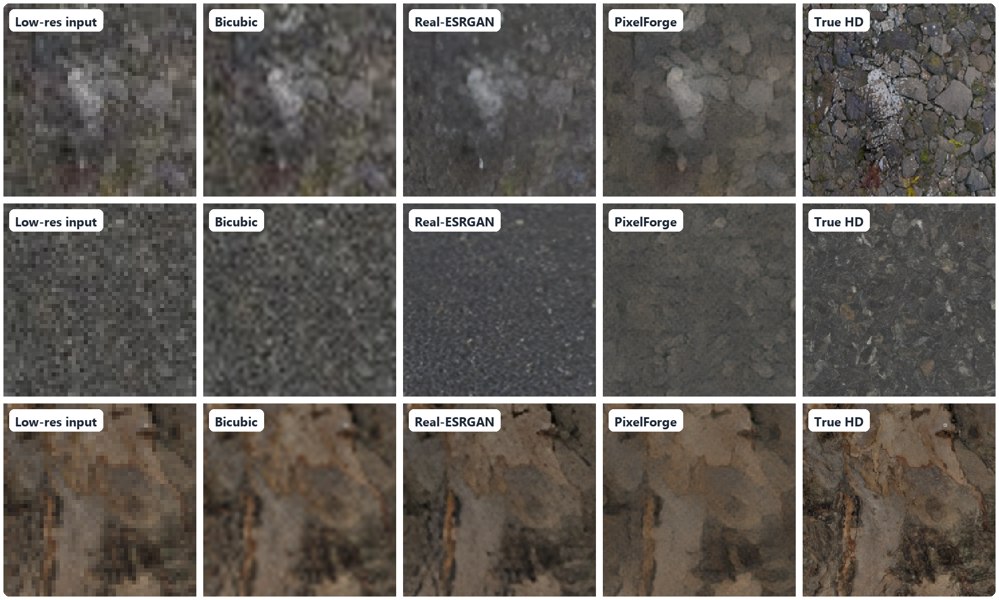 Low-res input
Bicubic
Real-ESRGAN
PixelForge
True HD
Low-res input
Bicubic
Real-ESRGAN
PixelForge
True HD
Low-res input
Bicubic
Real-ESRGAN
PixelForge
True HD